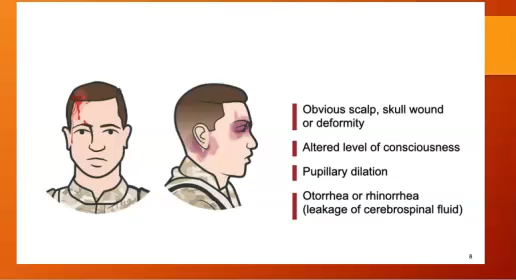 Obvious scalp, skull wound
or deformity
Altered level of consciousness
Pupillary dilation
Otorrhea or rhinorrhea
(leakage of cerebrospinal fluid)
8